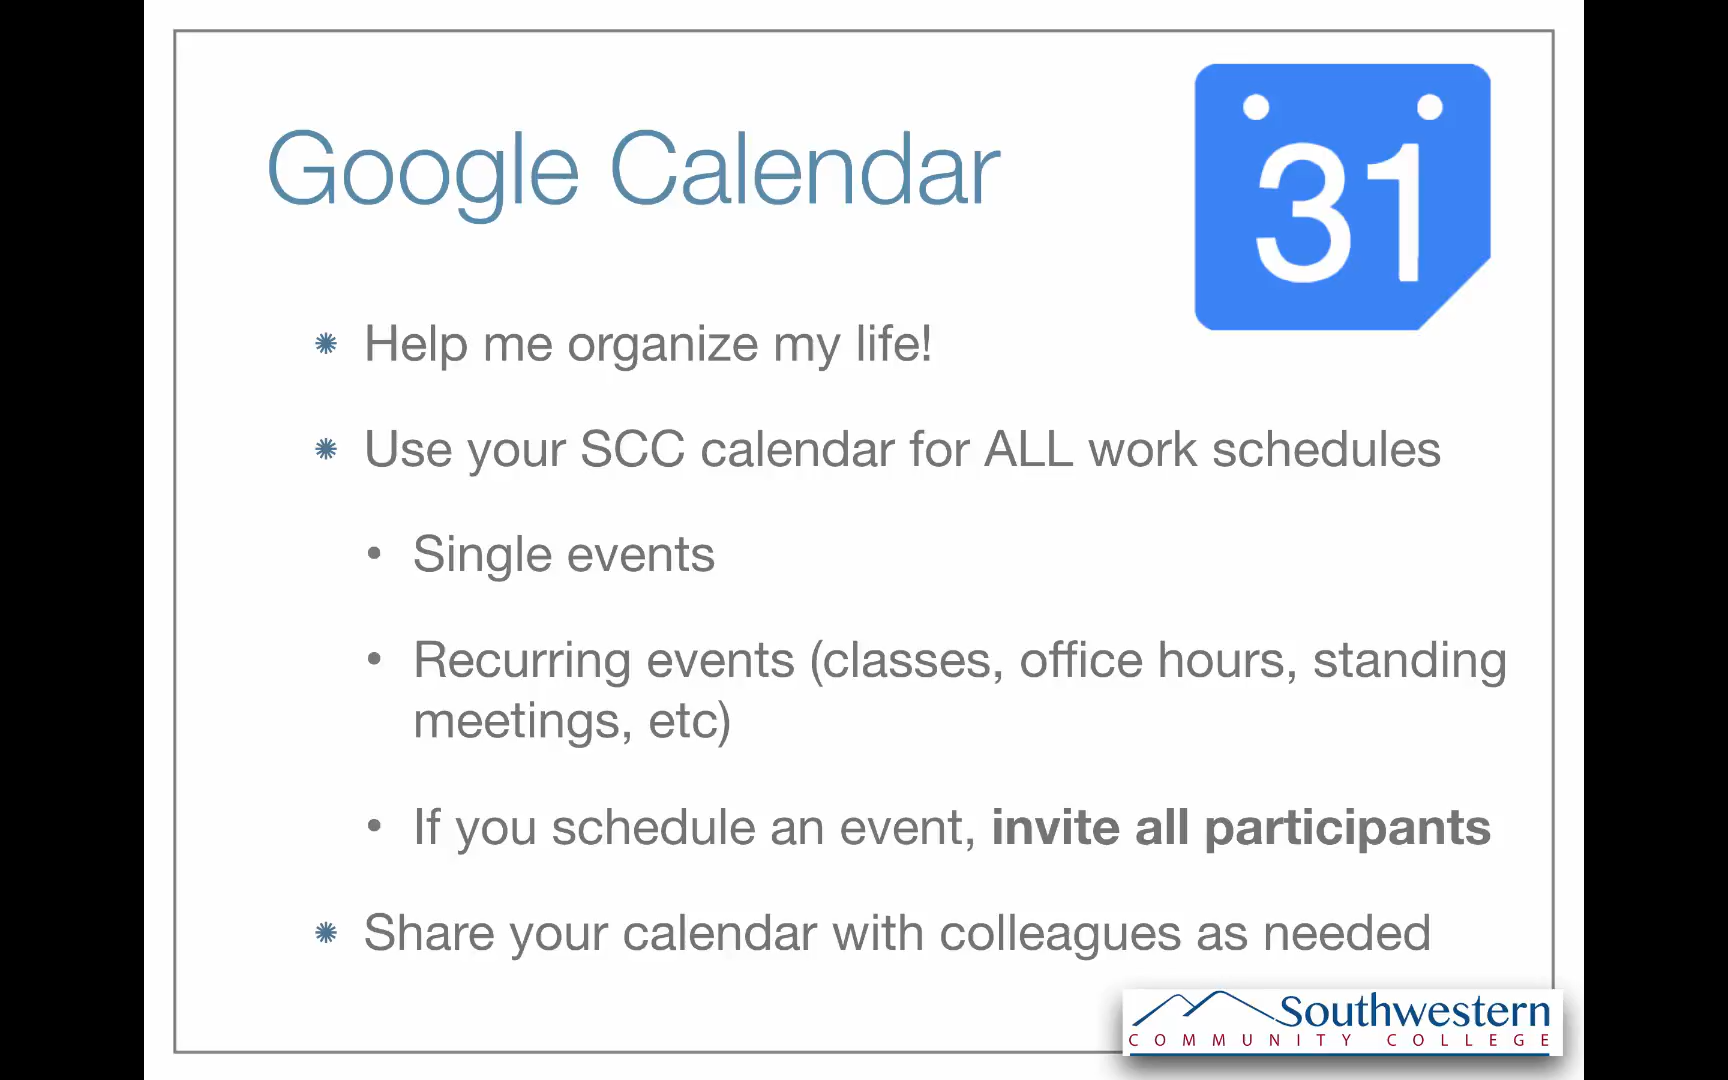 31
Google Calendar
Help me organize my life!
Use your SCC calendar for ALL work schedules
• Single events
• Recurring events (classes, office hours, standing
meetings, etc)
• If you schedule an event, invite all participants
Share your calendar with colleagues as needed
Southwestern
COMMUNITY COLLEGE